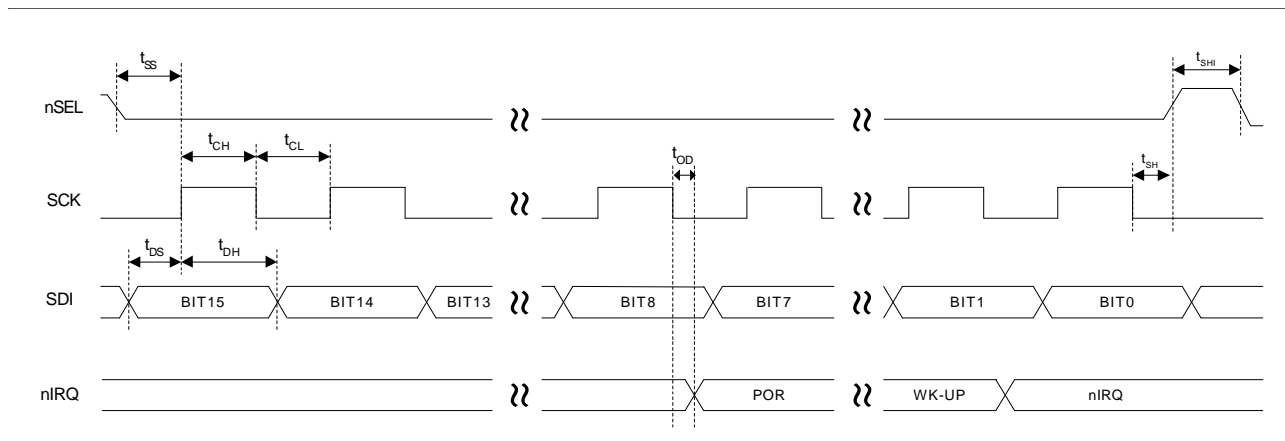 tSS
tSHI
nSEL
tCH
tCL
tOD
tSH
SCK
tDS
tDH
SDI
BIT15
BIT14
BIT13
BIT8
BIT7
BIT1
BIT0
nIRQ
POR
WK-UP
nIRQ